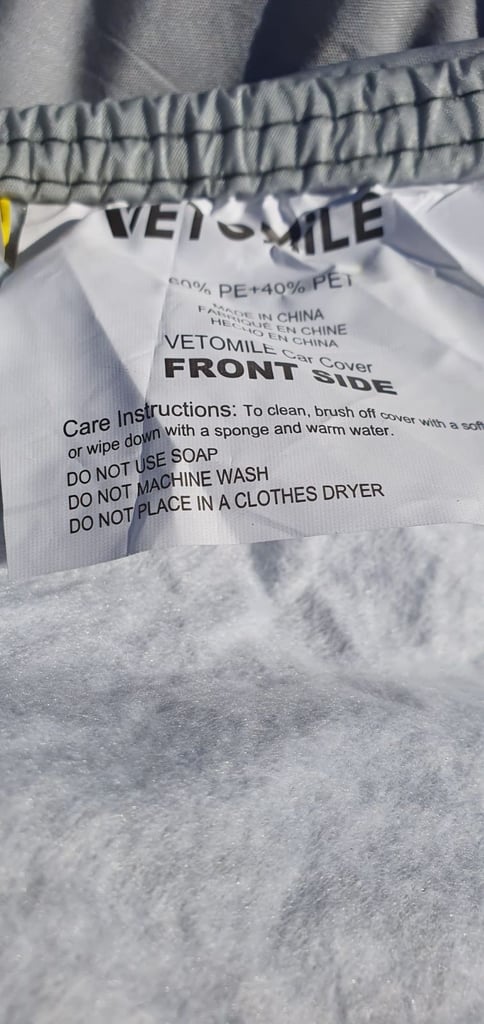 VETOMILE
60% PE+40% PET
MADE IN CHINA
FABRIQUÉ EN CHINE
HECHO EN CHINA
VETOMILE Car Cover
FRONT SIDE
Care Instructions: To clean, brush off cover with a soft
or wipe down with a sponge and warm water.
DO NOT USE SOAP
DO NOT MACHINE WASH
DO NOT PLACE IN A CLOTHES DRYER